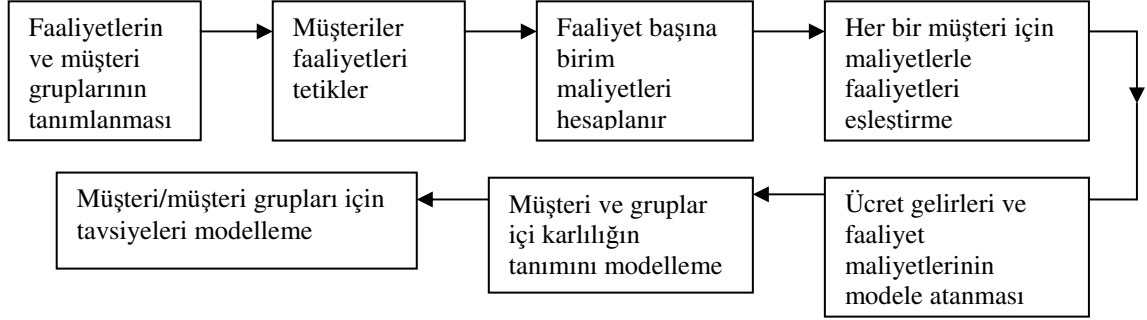 Faaliyetlerin
ve müşteri
gruplarının
tanımlanması
Müşteriler
faaliyetleri
tetikler
Faaliyet başına
birim
maliyetleri
hesaplanır
Her bir müşteri için
maliyetlerle
faaliyetleri
eşleştirme
Ücret gelirleri ve
faaliyet
maliyetlerinin
modele atanması
Müşteri ve gruplar
içi karlılığın
tanımını modelleme
Müşteri/müşteri grupları için
tavsiyeleri modelleme